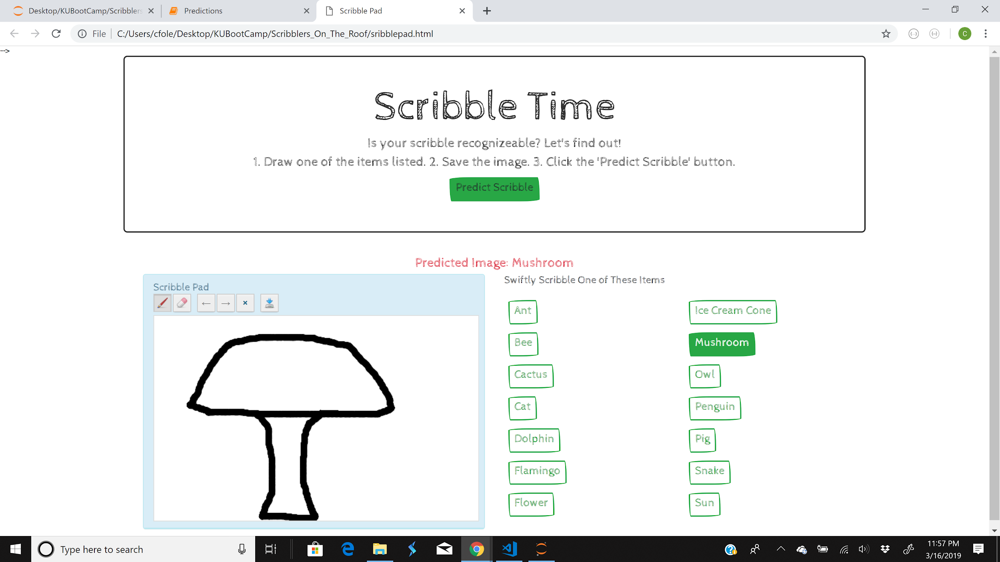 Desktop/KUBootCamp/Scribblers
Predictions
Scribble Pad
File
C:/Users/cfole/Desktop/KUBootCamp/Scribblers_On_The_Roof/sribblepad.html
C
-->
Scribble Time
Is your scribble recognizeable? Let's find out!
1. Draw one of the items listed. 2. Save the image. 3. Click the 'Predict Scribble' button.
Predict Scribble
Predicted Image: Mushroom
Scribble Pad
Swiftly Scribble One of These Items
Ant
Bee
Cactus
Cat
Dolphin
Flamingo
Flower
Ice Cream Cone
Mushroom
Owl
Penguin
Pig
Snake
Sun
Type here to search
11:57 PM
3/16/2019